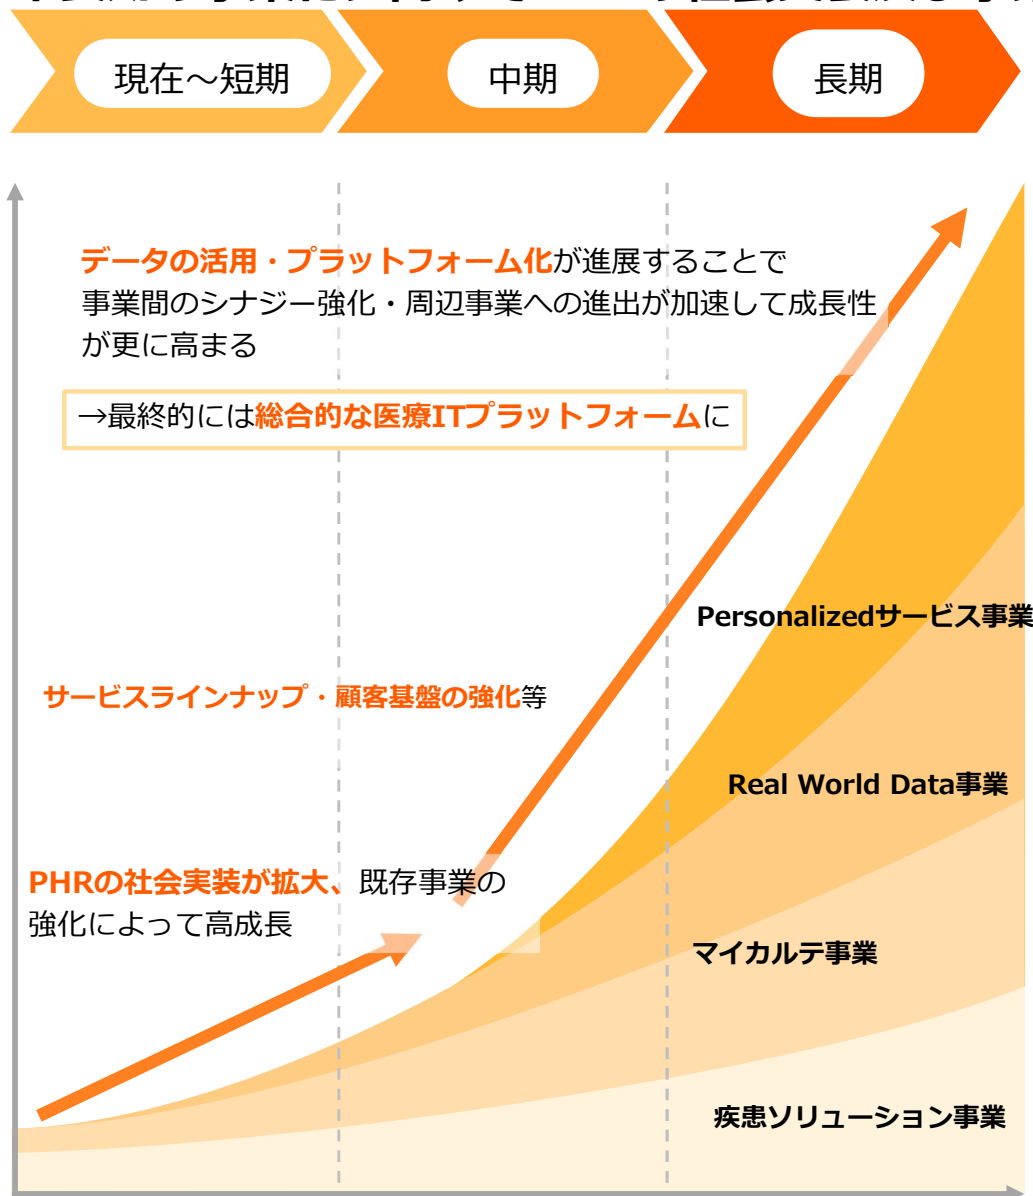 現在～短期
中期
長期
データの活用・プラットフォーム化が進展することで
事業間のシナジー強化・周辺事業への進出が加速して成長性
が更に高まる
→最終的には総合的な医療ITプラットフォームに
Personalizedサービス事業
サービスラインナップ・顧客基盤の強化等
Real World Data事業
PHRの社会実装が拡大、既存事業の
強化によって高成長
マイカルテ事業
疾患ソリューション事業